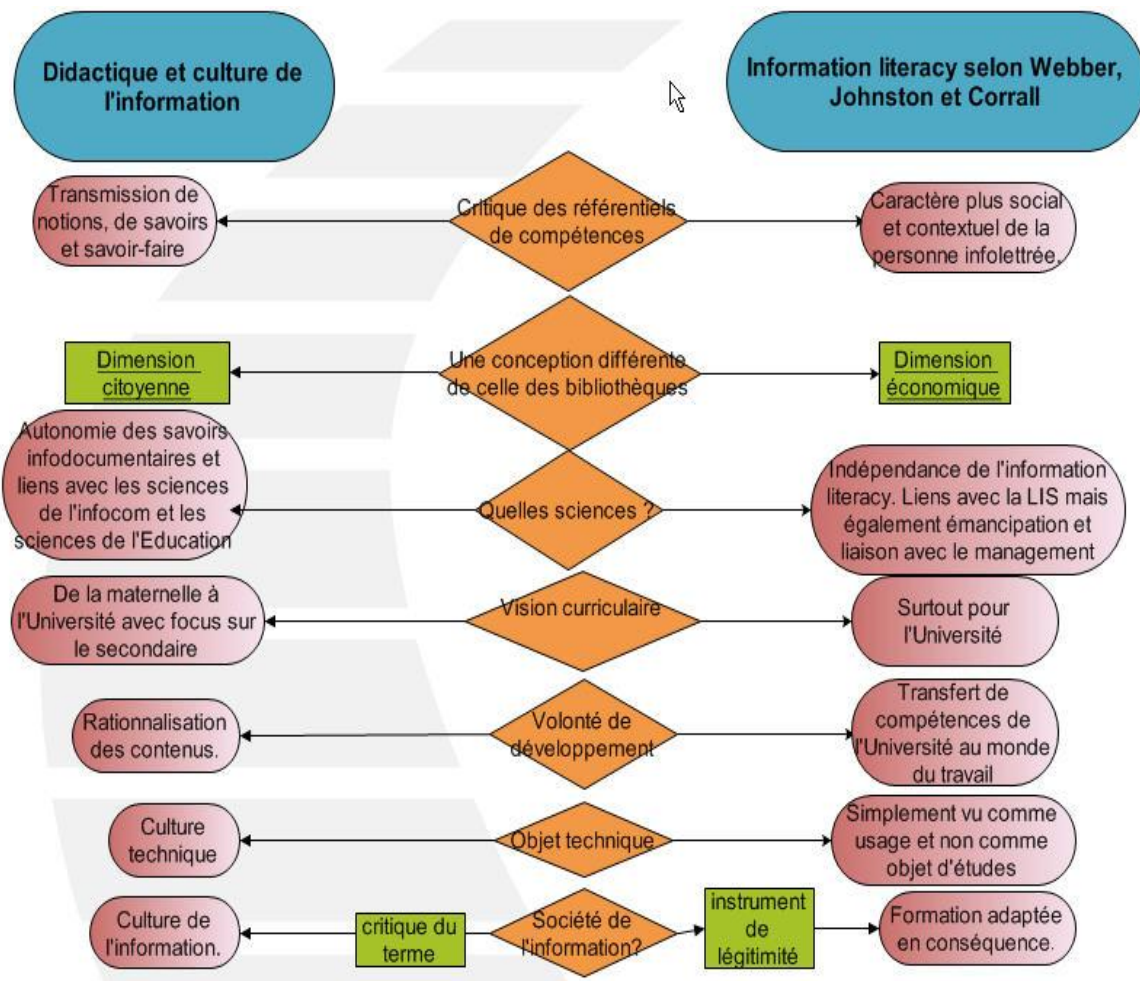 Didactique et culture de
l'information
Information literacy selon Webber,
Johnston et Corrall
Transmission de
notions, de savoirs
et savoir-faire
Critique des référentiels
de compétences
Caractère plus social
et contextuel de la
personne infolettrée.
Dimension
citoyenne
Une conception différente
de celle des bibliothèques
Dimension
économique
Autonomie des savoirs
infodocumentaires et
liens avec les sciences
de l'infocom et les
sciences de l'Education
Quelles sciences ?
Indépendance de l'information
literacy. Liens avec la LIS mais
également émancipation et
liaison avec le management
De la maternelle à
l'Université avec focus sur
le secondaire
Vision curriculaire
Surtout pour
l'Université
Rationnalisation
des contenus.
Volonté de
développement
Transfert de
compétences de
l'Université au monde
du travail
Culture
technique
Objet technique
Simplement vu comme
usage et non comme
objet d'études
Culture de
l'information.
critique du
terme
Société de
l'information?
instrument
de
légitimité
Formation adaptée
en conséquence.